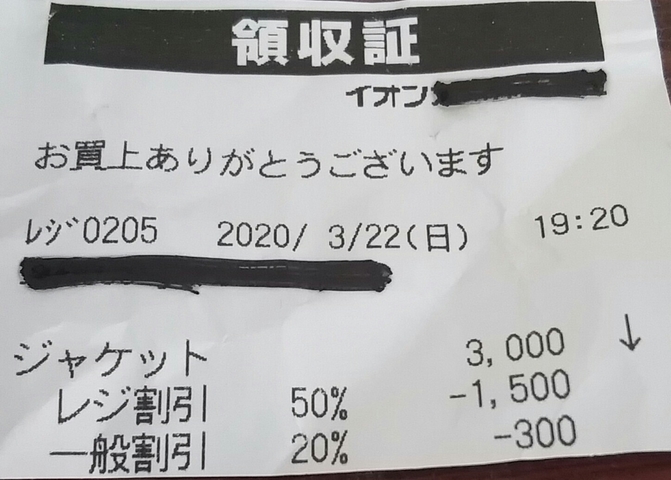 領収証
イオン
お買上ありがとうございます
レジ0205 2020/ 3/22(日) 19:20
ジャケット 3,000 ↓
レジ割引 50% -1,500
一般割引 20% -300